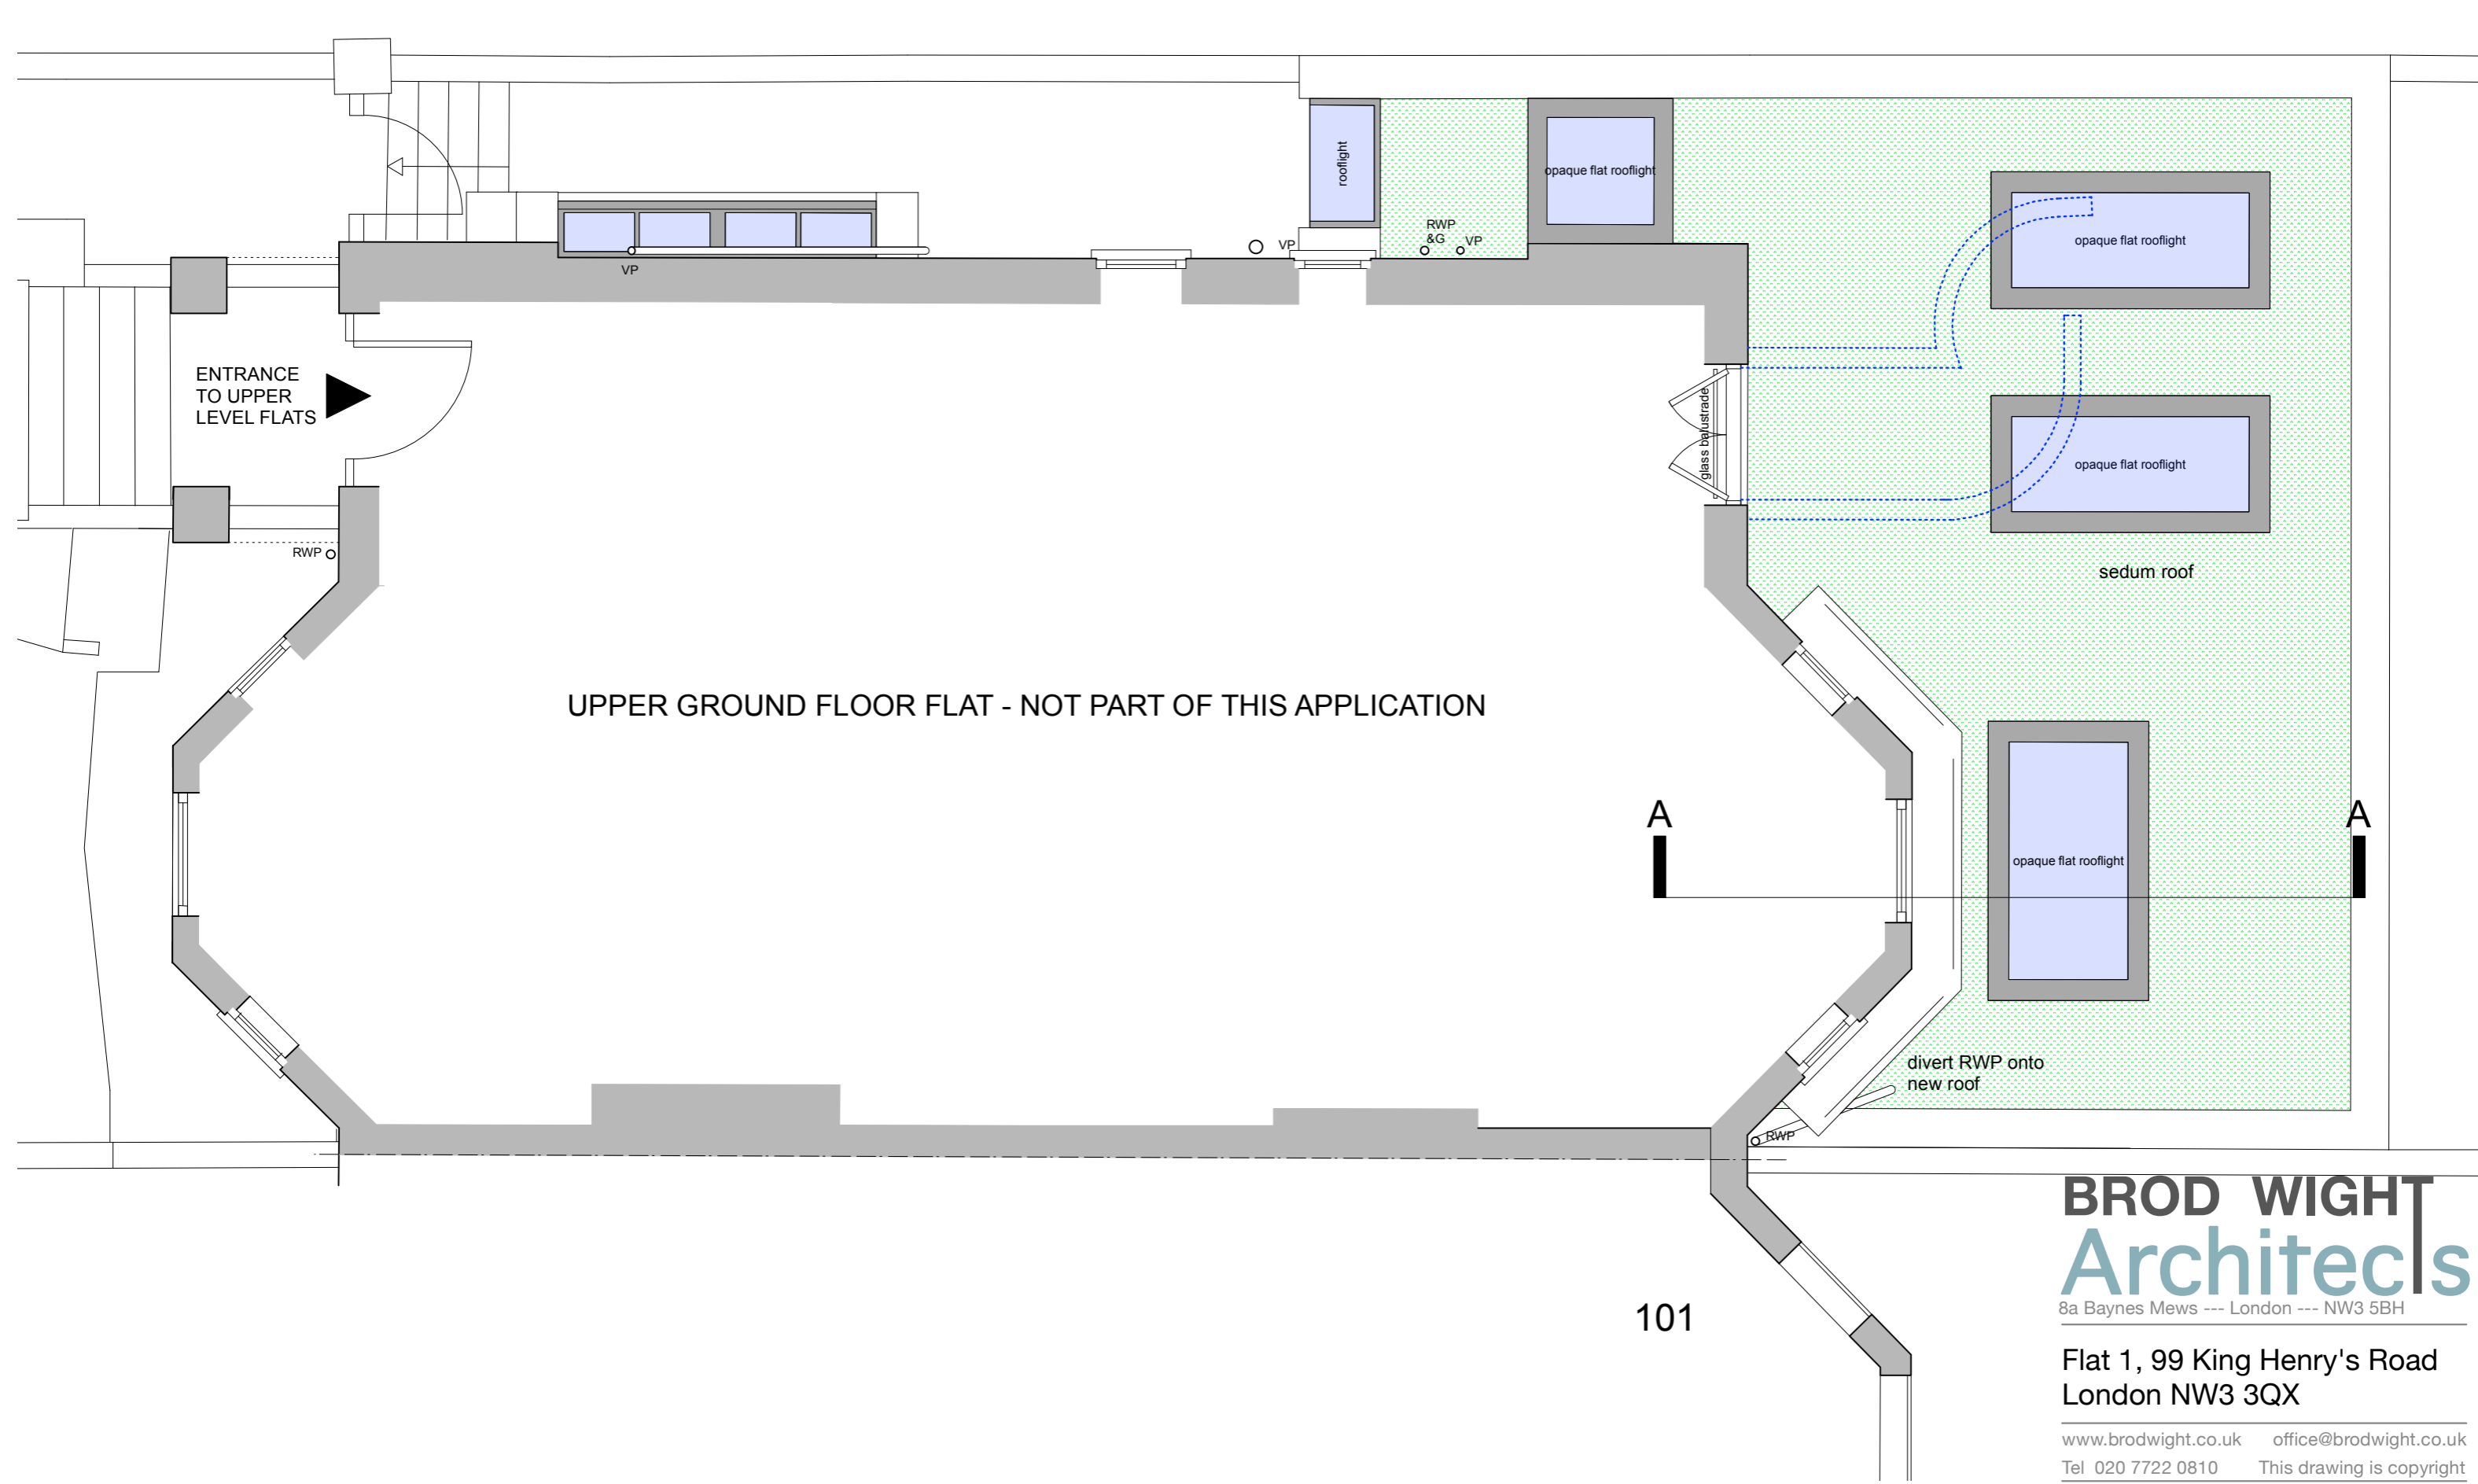 rooflight
opaque flat rooflight
RWP
&G
VP
VP
VP
opaque flat rooflight
ENTRANCE
TO UPPER
LEVEL FLATS
glass balustrade
opaque flat rooflight
RWP
sedum roof
UPPER GROUND FLOOR FLAT - NOT PART OF THIS APPLICATION
A
A
opaque flat rooflight
divert RWP onto
new roof
RWP
BROD WIGHT
Architects
8a Baynes Mews --- London --- NW3 5BH
101
Flat 1, 99 King Henry's Road
London NW3 3QX
www.brodwight.co.uk office@brodwight.co.uk
Tel 020 7722 0810 This drawing is copyright